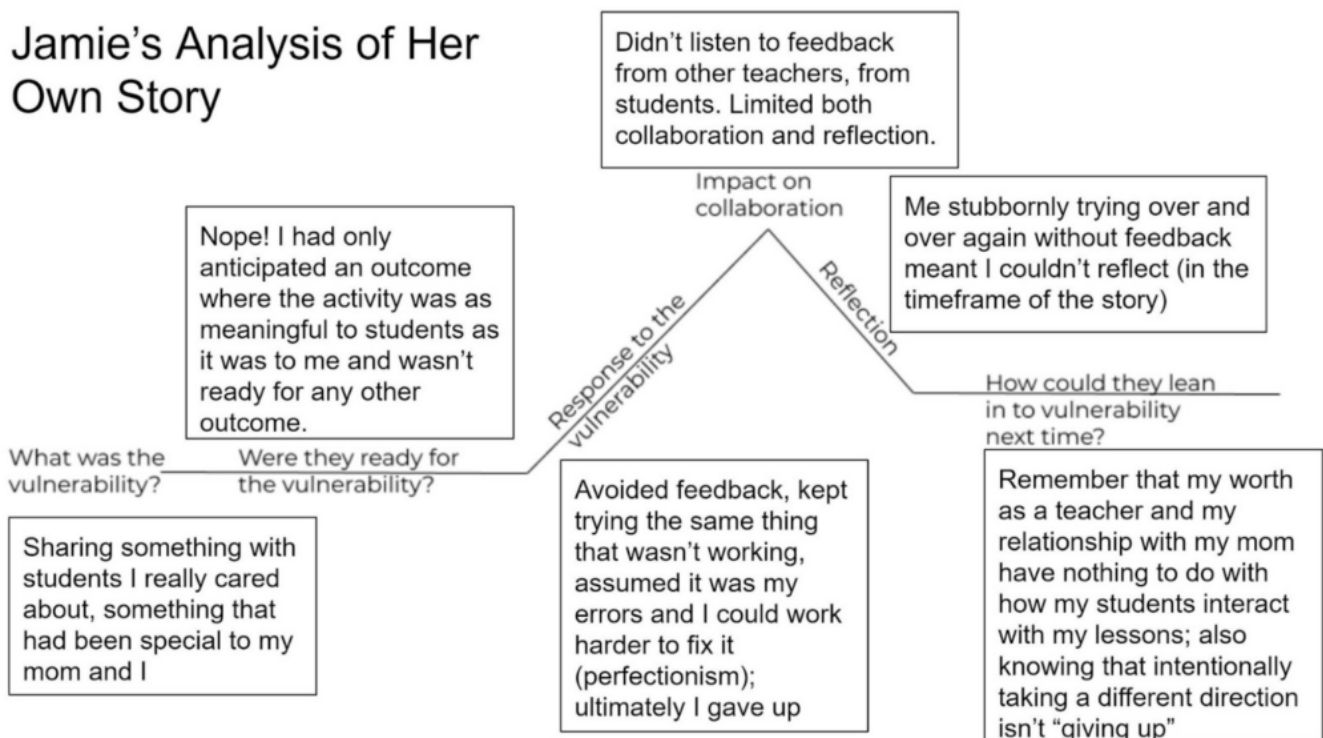 Jamie's Analysis of Her
Own Story
What was the
vulnerability?
Sharing something with
students I really cared
about, something that
had been special to my
mom and I
Nope! I had only
anticipated an outcome
where the activity was as
meaningful to students as
it was to me and wasn't
ready for any other
outcome.
Were they ready for
the vulnerability?
Response to the
vulnerability
Avoided feedback, kept
trying the same thing
that wasn't working,
assumed it was my
errors and I could work
harder to fix it
(perfectionism);
ultimately I gave up
Didn't listen to feedback
from other teachers, from
students. Limited both
collaboration and reflection.
Impact on
collaboration
Reflection
Me stubbornly trying over and
over again without feedback
meant I couldn't reflect (in the
timeframe of the story)
How could they lean
in to vulnerability
next time?
Remember that my worth
as a teacher and my
relationship with my mom
have nothing to do with
how my students interact
with my lessons; also
knowing that intentionally
taking a different direction
isn't "giving up"